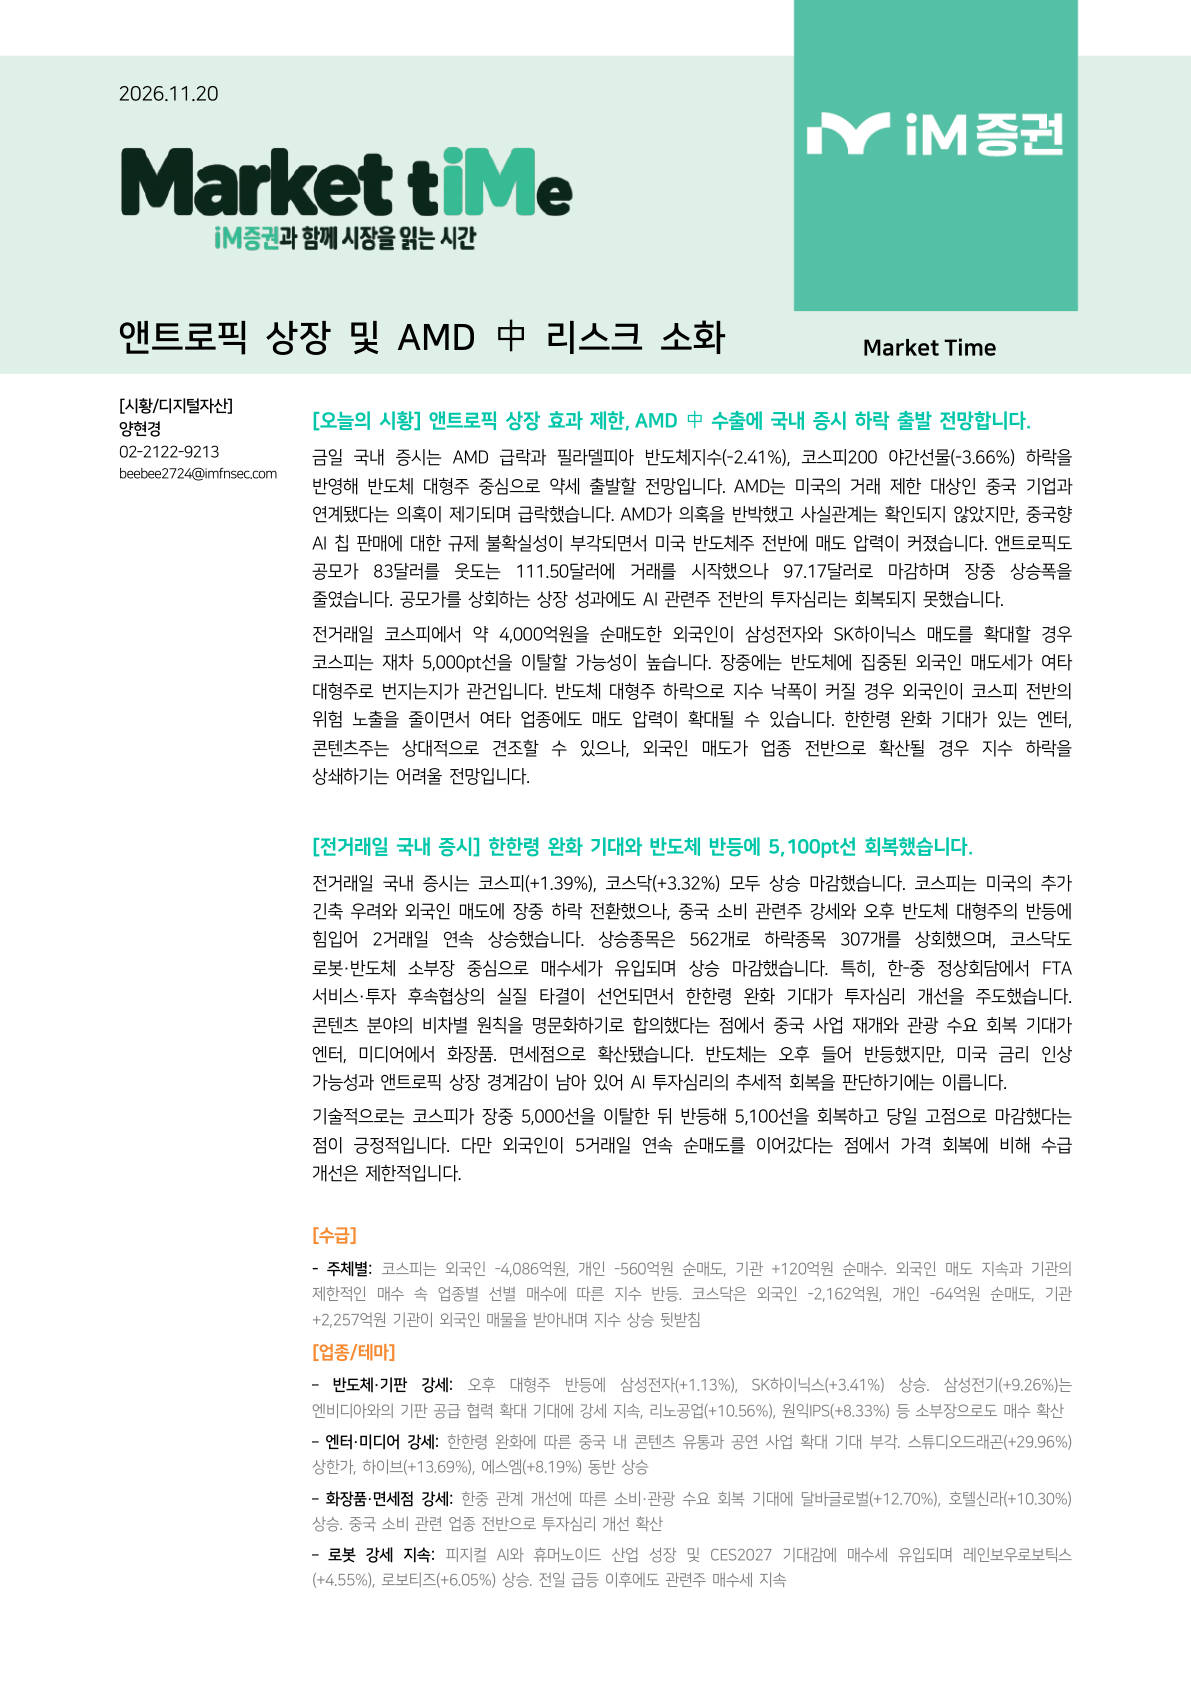 2026.11.20
iM증권
Market tiMe
iM증권과 함께 시장을 읽는 시간
앤트로픽 상장 및 AMD 中 리스크 소화
Market Time
[시황/디지털자산]
양현경
02-2122-9213
beebee2724@imfnsec.com
[오늘의 시황] 앤트로픽 상장 효과 제한, AMD 中 수출에 국내 증시 하락 출발 전망합니다.
금일 국내 증시는 AMD 급락과 필라델피아 반도체지수(-2.41%), 코스피200 야간선물(-3.66%) 하락을
반영해 반도체 대형주 중심으로 약세 출발할 전망입니다. AMD는 미국의 거래 제한 대상인 중국 기업과
연계됐다는 의혹이 제기되며 급락했습니다. AMD가 의혹을 반박했고 사실관계는 확인되지 않았지만, 중국향
AI 칩 판매에 대한 규제 불확실성이 부각되면서 미국 반도체주 전반에 매도 압력이 커졌습니다. 앤트로픽도
공모가 83달러를 웃도는 111.50달러에 거래를 시작했으나 97.17달러로 마감하며 장중 상승폭을
줄였습니다. 공모가를 상회하는 상장 성과에도 AI 관련주 전반의 투자심리는 회복되지 못했습니다.
전거래일 코스피에서 약 4,000억원을 순매도한 외국인이 삼성전자와 SK하이닉스 매도를 확대할 경우
코스피는 재차 5,000pt선을 이탈할 가능성이 높습니다. 장중에는 반도체에 집중된 외국인 매도세가 여타
대형주로 번지는지가 관건입니다. 반도체 대형주 하락으로 지수 낙폭이 커질 경우 외국인이 코스피 전반의
위험 노출을 줄이면서 여타 업종에도 매도 압력이 확대될 수 있습니다. 한한령 완화 기대가 있는 엔터,
콘텐츠주는 상대적으로 견조할 수 있으나, 외국인 매도가 업종 전반으로 확산될 경우 지수 하락을
상쇄하기는 어려울 전망입니다.
[전거래일 국내 증시] 한한령 완화 기대와 반도체 반등에 5,100pt선 회복했습니다.
전거래일 국내 증시는 코스피(+1.39%), 코스닥(+3.32%) 모두 상승 마감했습니다. 코스피는 미국의 추가
긴축 우려와 외국인 매도에 장중 하락 전환했으나, 중국 소비 관련주 강세와 오후 반도체 대형주의 반등에
힘입어 2거래일 연속 상승했습니다. 상승종목은 562개로 하락종목 307개를 상회했으며, 코스닥도
로봇·반도체 소부장 중심으로 매수세가 유입되며 상승 마감했습니다. 특히, 한-중 정상회담에서 FTA
서비스·투자 후속협상의 실질 타결이 선언되면서 한한령 완화 기대가 투자심리 개선을 주도했습니다.
콘텐츠 분야의 비차별 원칙을 명문화하기로 합의했다는 점에서 중국 사업 재개와 관광 수요 회복 기대가
엔터, 미디어에서 화장품. 면세점으로 확산됐습니다. 반도체는 오후 들어 반등했지만, 미국 금리 인상
가능성과 앤트로픽 상장 경계감이 남아 있어 AI 투자심리의 추세적 회복을 판단하기에는 이릅니다.
기술적으로는 코스피가 장중 5,000선을 이탈한 뒤 반등해 5,100선을 회복하고 당일 고점으로 마감했다는
점이 긍정적입니다. 다만 외국인이 5거래일 연속 순매도를 이어갔다는 점에서 가격 회복에 비해 수급
개선은 제한적입니다.
[수급]
- 주체별: 코스피는 외국인 -4,086억원, 개인 -560억원 순매도, 기관 +120억원 순매수. 외국인 매도 지속과 기관의
제한적인 매수 속 업종별 선별 매수에 따른 지수 반등. 코스닥은 외국인 -2,162억원, 개인 -64억원 순매도, 기관
+2,257억원 기관이 외국인 매물을 받아내며 지수 상승 뒷받침
[업종/테마]
– 반도체·기판 강세: 오후 대형주 반등에 삼성전자(+1.13%), SK하이닉스(+3.41%) 상승. 삼성전기(+9.26%)는
엔비디아와의 기판 공급 협력 확대 기대에 강세 지속, 리노공업(+10.56%), 원익IPS(+8.33%) 등 소부장으로도 매수 확산
– 엔터·미디어 강세: 한한령 완화에 따른 중국 내 콘텐츠 유통과 공연 사업 확대 기대 부각. 스튜디오드래곤(+29.96%)
상한가, 하이브(+13.69%), 에스엠(+8.19%) 동반 상승
– 화장품·면세점 강세: 한중 관계 개선에 따른 소비·관광 수요 회복 기대에 달바글로벌(+12.70%), 호텔신라(+10.30%)
상승. 중국 소비 관련 업종 전반으로 투자심리 개선 확산
– 로봇 강세 지속: 피지컬 AI와 휴머노이드 산업 성장 및 CES2027 기대감에 매수세 유입되며 레인보우로보틱스
(+4.55%), 로보티즈(+6.05%) 상승. 전일 급등 이후에도 관련주 매수세 지속